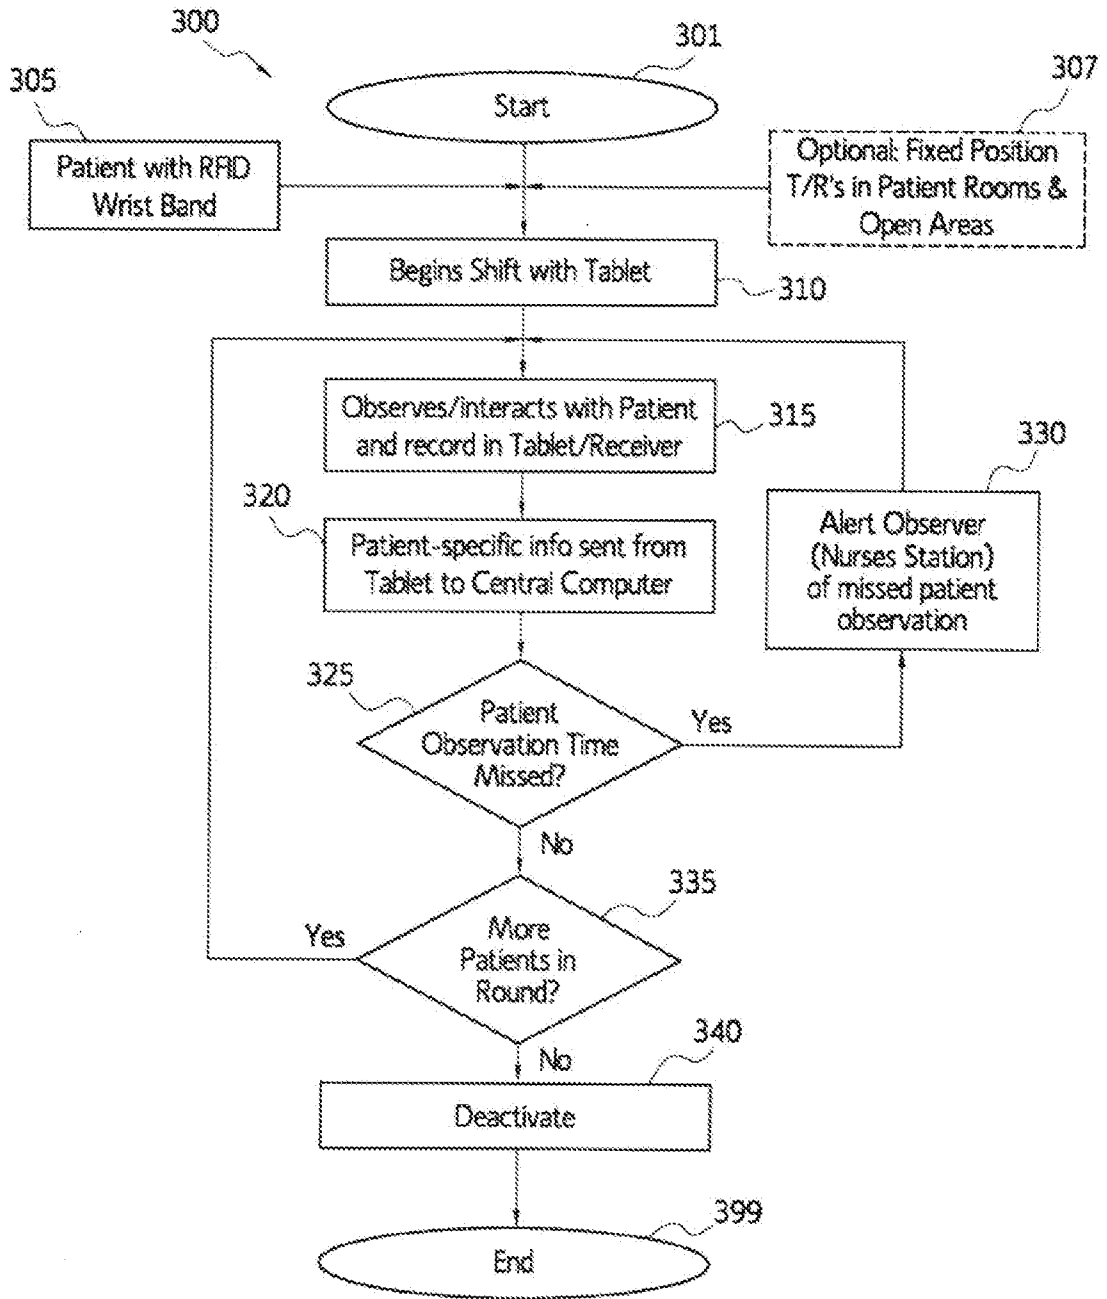 300
301
305
307
Start
Patient with RFID
Wrist Band
Optional: Fixed Position
T/R's in Patient Rooms &
Open Areas
Begins Shift with Tablet
310
Observes/interacts with Patient
and record in Tablet/Receiver
315
320
330
Patient-specific info sent from
Tablet to Central Computer
Alert Observer
(Nurses Station)
of missed patient
observation
325
Patient
Observation Time
Missed?
Yes
No
335
Yes
More
Patients in
Round?
No
340
Deactivate
399
End